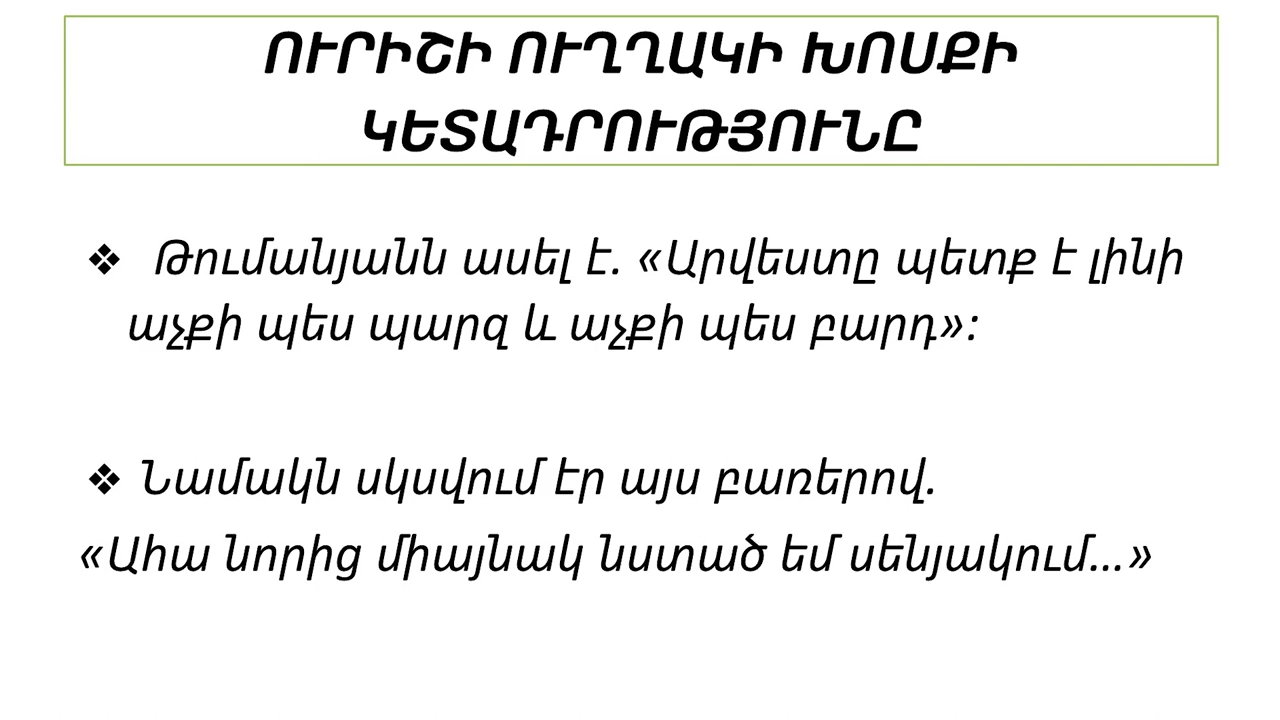 ՈՒՐԻՇԻ ՈՒՂՂԱԿԻ ԽՈՍՔԻ
ԿԵՏԱԴՐՈՒԹՅՈՒՆԸ
❖ Թումանյանն ասել է. «Արվեստը պետք է լինի
աչքի պես պարզ և աչքի պես բարդ»:
❖ Նամակն սկսվում էր այս բառերով.
«Ահա նորից միայնակ նստած եմ սենյակում...»